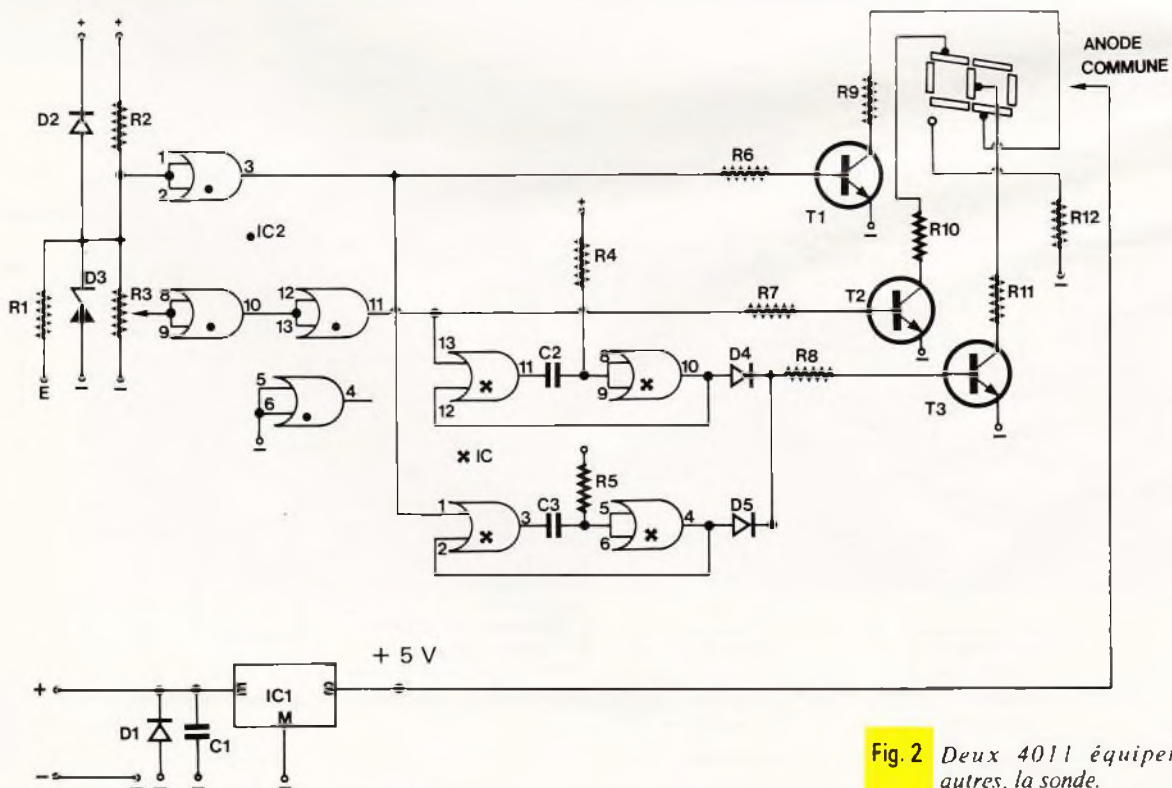 + +
D2
R2
1
2
3
IC2
R1
D3
R3
8
9
10
12
13
11
E
5
6
4
R4
+
R6
T1
R9
ANODE
COMMUNE
R10
R12
R7
T2
R11
13
12
11
C2
8
9
10
D4
R8
T3
IC
R5
1
2
3
C3
5
6
4
D5
+ 5 V
+
E
IC1
M
S
D1
C1
–
Fig. 2 Deux 4011 équipe
autres, la sonde.